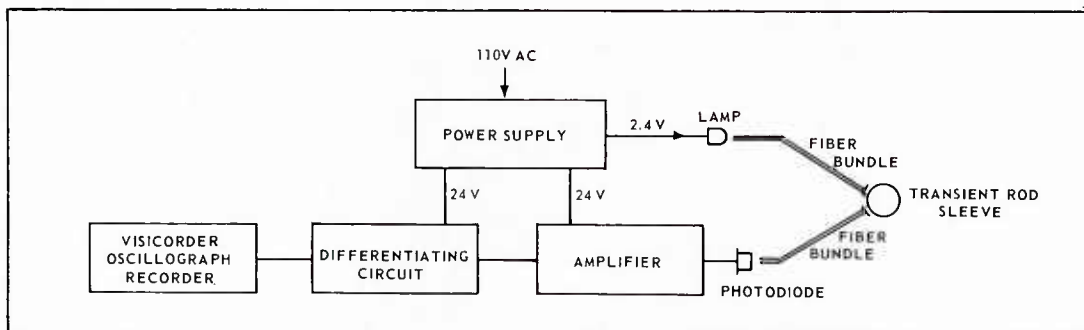 110V AC
POWER SUPPLY
2.4 V
LAMP
FIBER
BUNDLE
TRANSIENT ROD
SLEEVE
24 V
24 V
VISICORDER
OSCILLOGRAPH
RECORDER
DIFFERENTIATING
CIRCUIT
AMPLIFIER
FIBER
BUNDLE
PHOTODIODE